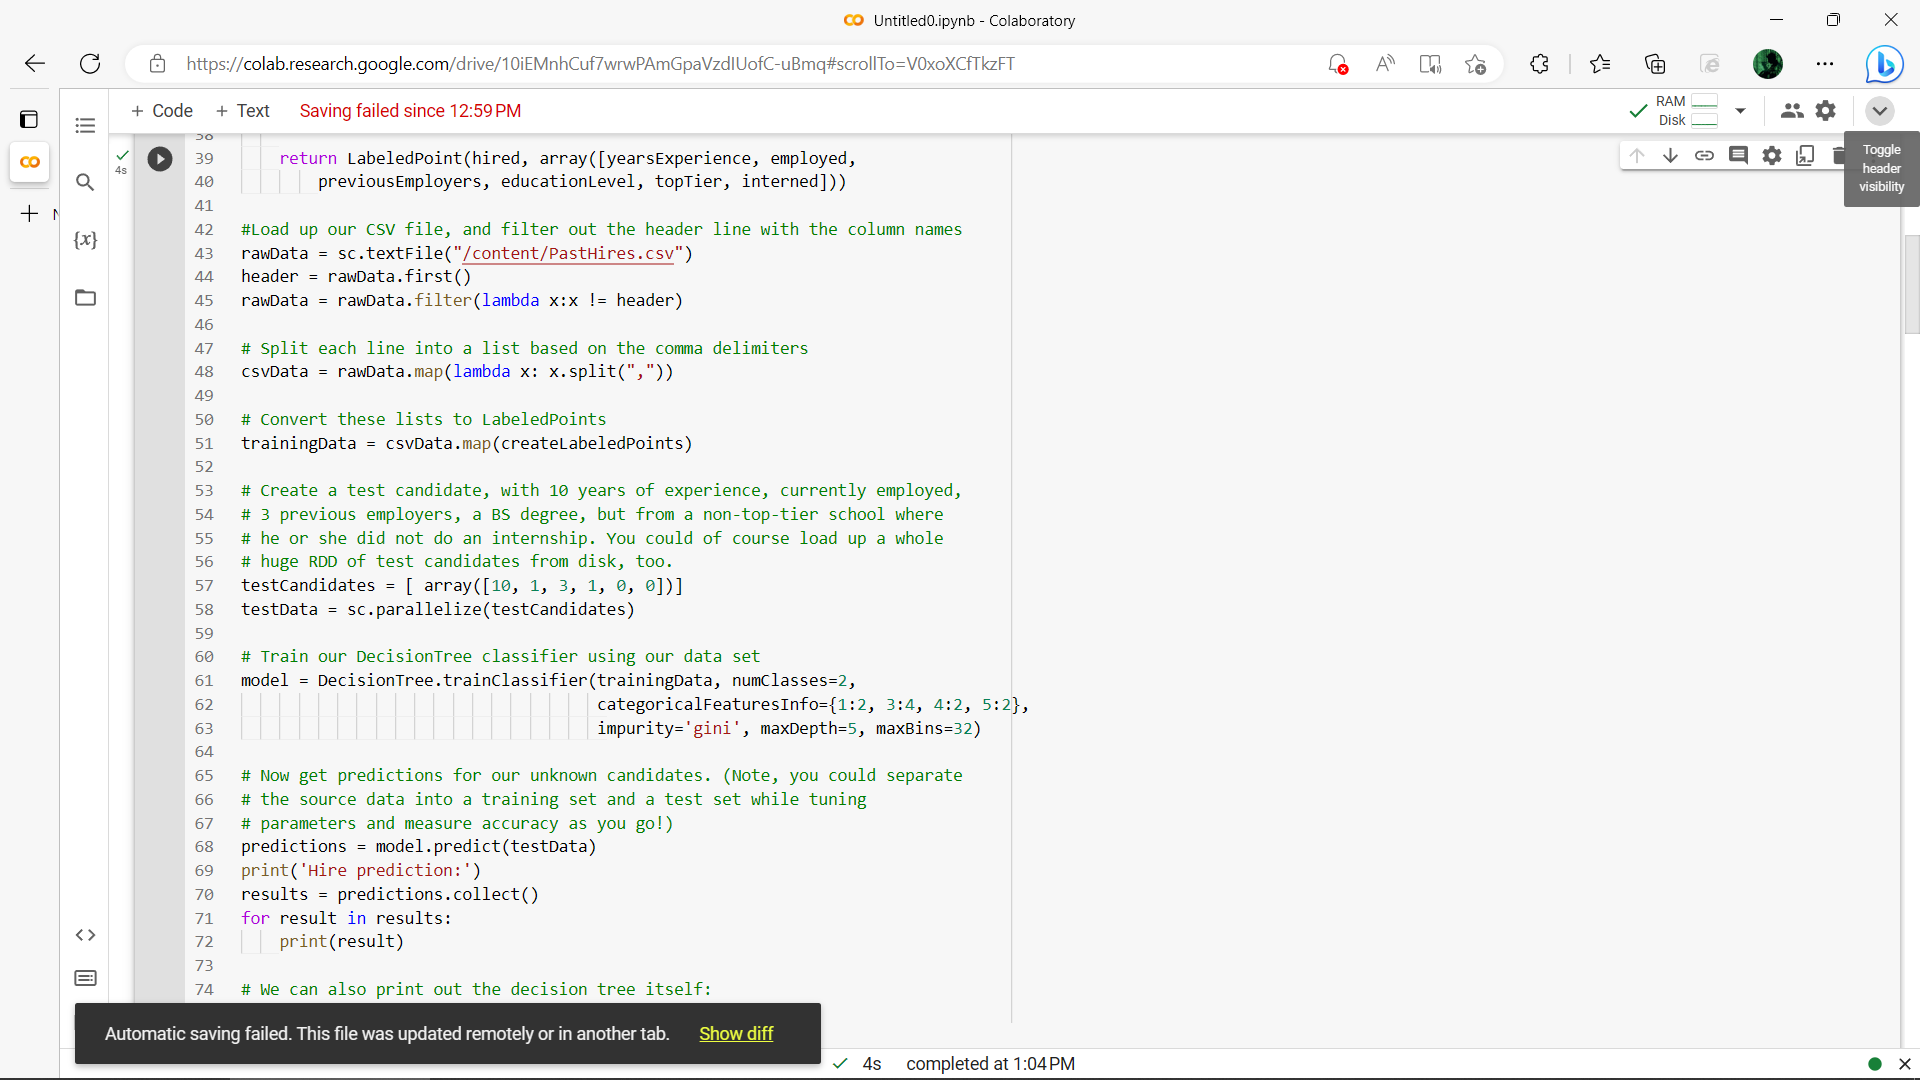 Untitled0.ipynb - Colaboratory
https://colab.research.google.com/drive/10iEMnhCuf7wrwPAmGpaVzdIUofC-uBmq#scrollTo=V0xoXCfTkzFT
+ Code + Text Saving failed since 12:59 PM
RAM
Disk
Toggle
header
visibility
4s
38
39 return LabeledPoint(hired, array([yearsExperience, employed,
40 previousEmployers, educationLevel, topTier, interned]))
41
42 #Load up our CSV file, and filter out the header line with the column names
43 rawData = sc.textFile("/content/PastHires.csv")
44 header = rawData.first()
45 rawData = rawData.filter(lambda x:x != header)
46
47 # Split each line into a list based on the comma delimiters
48 csvData = rawData.map(lambda x: x.split(","))
49
50 # Convert these lists to LabeledPoints
51 trainingData = csvData.map(createLabeledPoints)
52
53 # Create a test candidate, with 10 years of experience, currently employed,
54 # 3 previous employers, a BS degree, but from a non-top-tier school where
55 # he or she did not do an internship. You could of course load up a whole
56 # huge RDD of test candidates from disk, too.
57 testCandidates = [ array([10, 1, 3, 1, 0, 0])]
58 testData = sc.parallelize(testCandidates)
59
60 # Train our DecisionTree classifier using our data set
61 model = DecisionTree.trainClassifier(trainingData, numClasses=2,
62 categoricalFeaturesInfo={1:2, 3:4, 4:2, 5:2},
63 impurity='gini', maxDepth=5, maxBins=32)
64
65 # Now get predictions for our unknown candidates. (Note, you could separate
66 # the source data into a training set and a test set while tuning
67 # parameters and measure accuracy as you go!)
68 predictions = model.predict(testData)
69 print('Hire prediction:')
70 results = predictions.collect()
71 for result in results:
72 print(result)
73
74 # We can also print out the decision tree itself:
Automatic saving failed. This file was updated remotely or in another tab. Show diff
4s completed at 1:04 PM